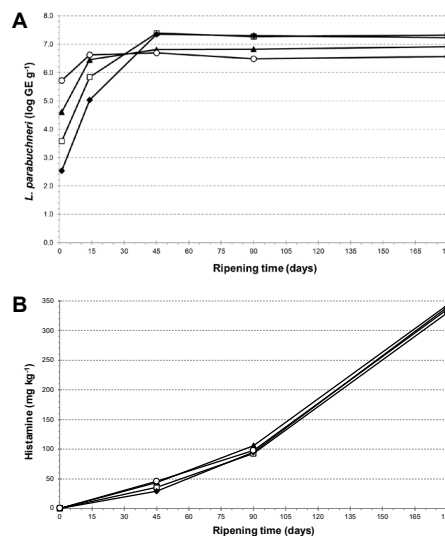 A
8.0
7.0
6.0
5.0
4.0
3.0
2.0
1.0
0.0
L. parabuchneri (log GE g⁻¹)
0 15 30 45 60 75 90 105 120 135 150 165
Ripening time (days)
B
350
300
250
200
150
100
50
0
Histamine (mg kg⁻¹)
0 15 30 45 60 75 90 105 120 135 150 165
Ripening time (days)